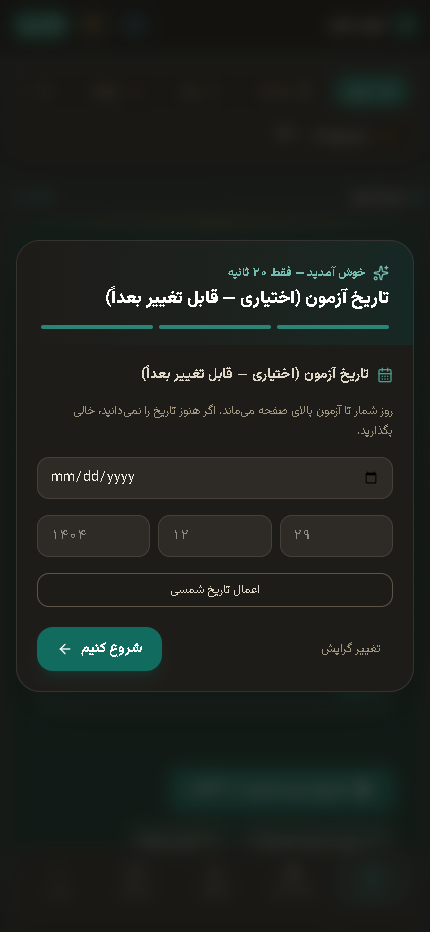 خوش آمدید — فقط ۲۰ ثانیه
تاریخ آزمون (اختیاری — قابل تغییر بعداً)
تاریخ آزمون (اختیاری — قابل تغییر بعداً)
روز شمار تا آزمون بالای صفحه می‌ماند. اگر هنوز تاریخ را نمی‌دانید، خالی
بگذارید.
mm/dd/yyyy
۲۹ ۱۲ ۱۴۰۴
اعمال تاریخ شمسی
تغییر گرایش
شروع کنیم